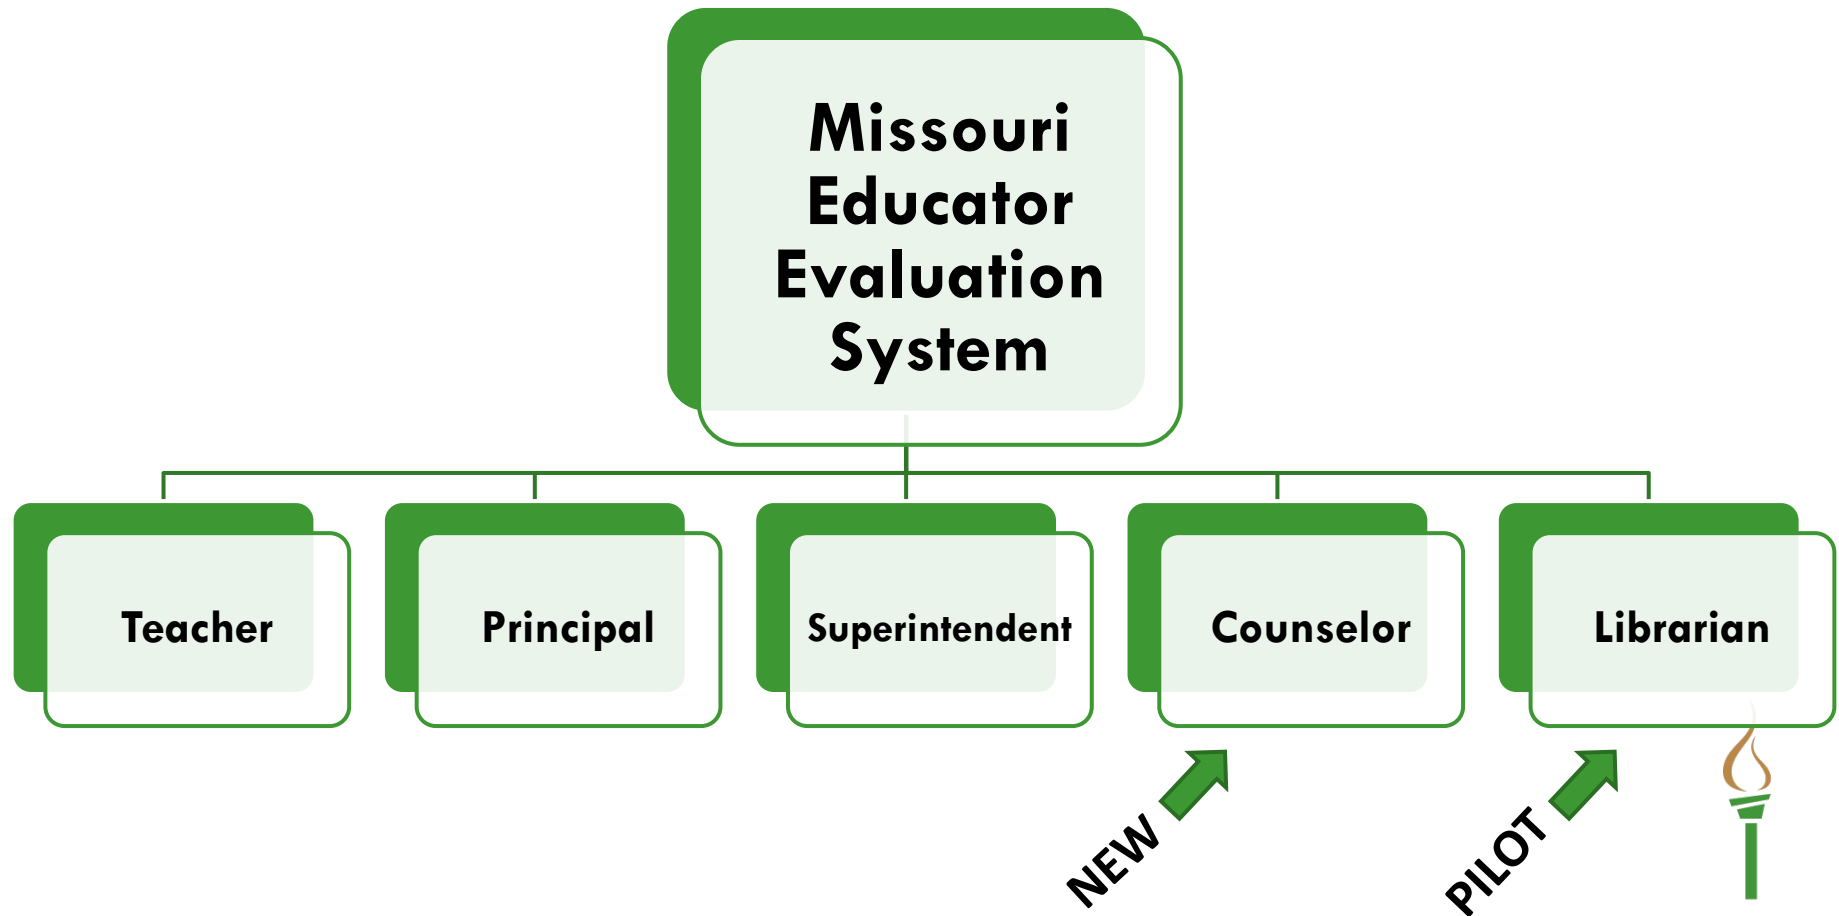 Missouri
Educator
Evaluation
System
Teacher
Principal
Superintendent
Counselor
Librarian
NEW
PILOT